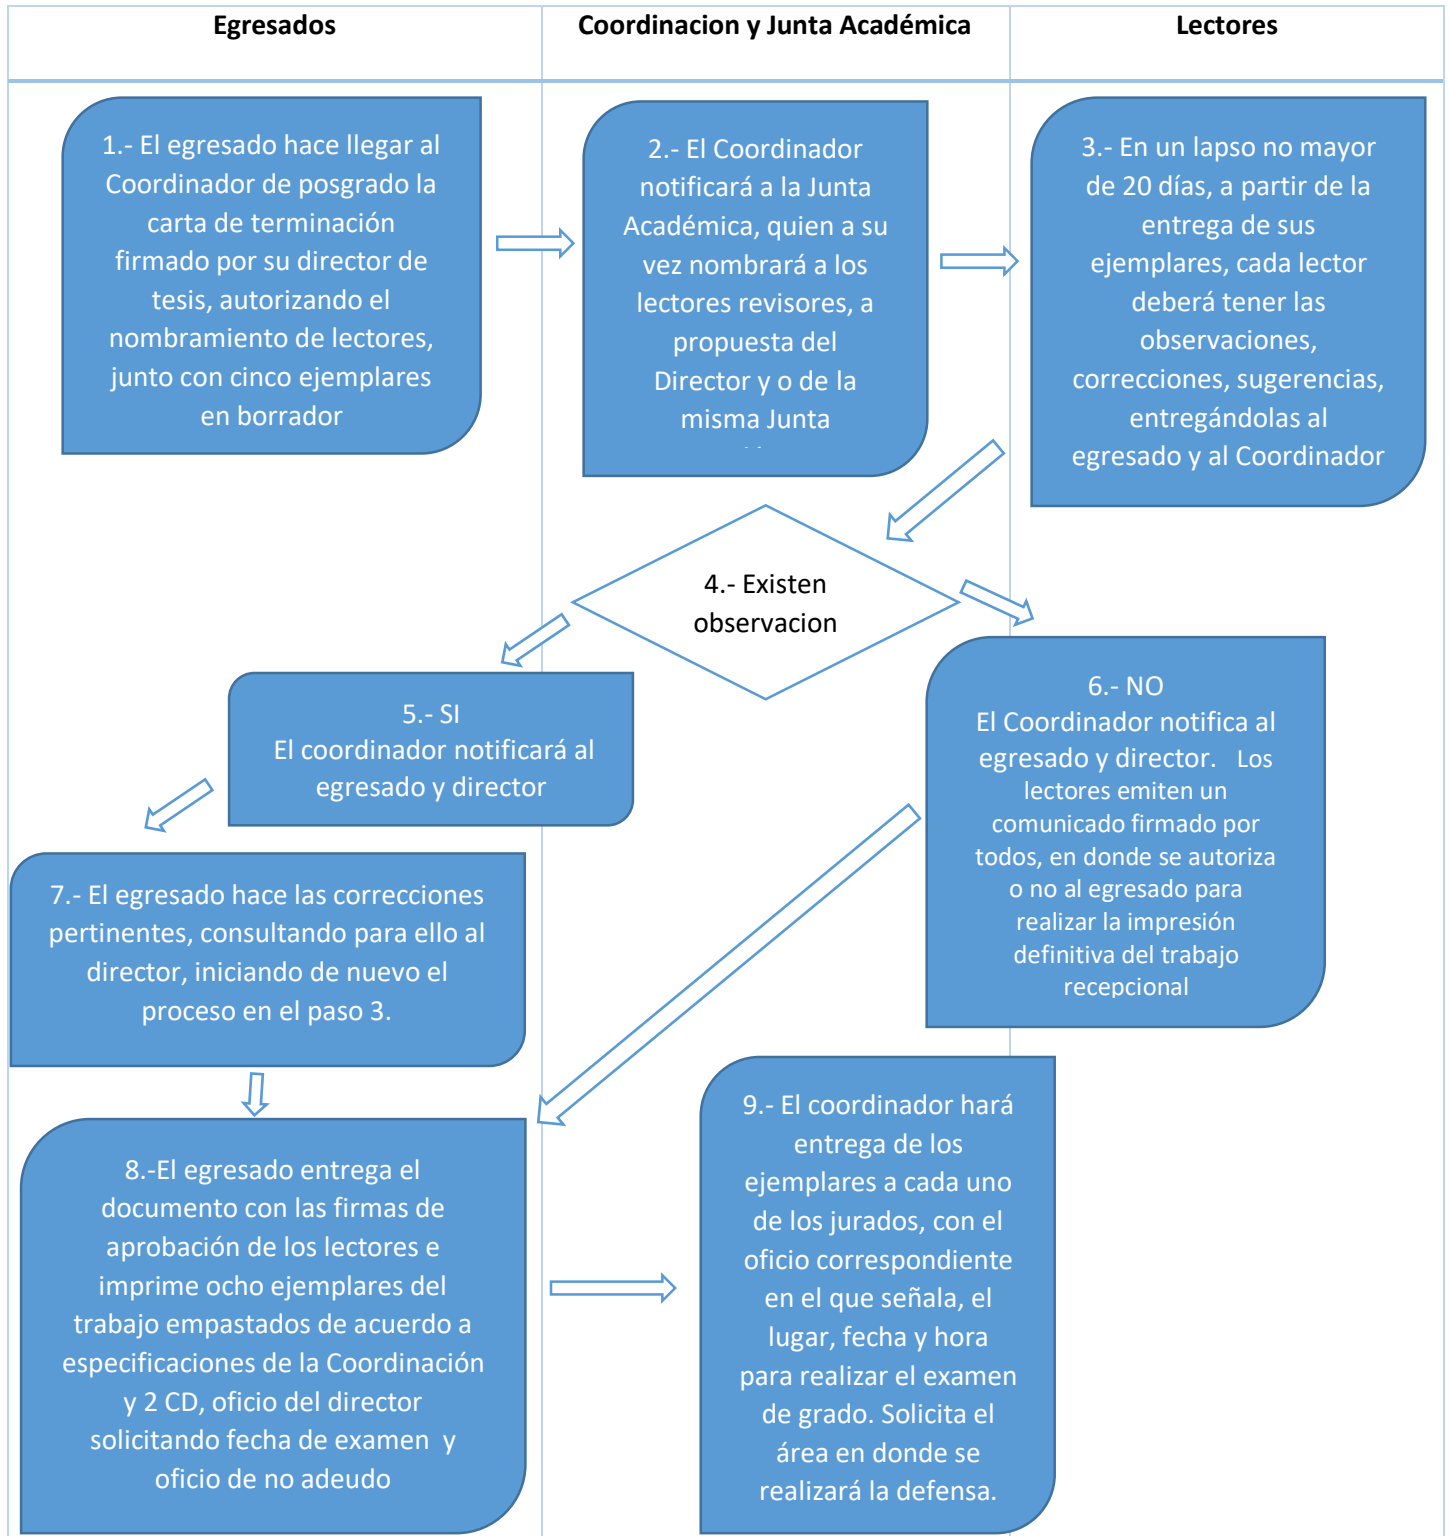 Egresados
Coordinacion y Junta Académica
Lectores
1.- El egresado hace llegar al
Coordinador de posgrado la
carta de terminación
firmado por su director de
tesis, autorizando el
nombramiento de lectores,
junto con cinco ejemplares
en borrador
2.- El Coordinador
notificará a la Junta
Académica, quien a su
vez nombrará a los
lectores revisores, a
propuesta del
Director y o de la
misma Junta
3.- En un lapso no mayor
de 20 días, a partir de la
entrega de sus
ejemplares, cada lector
deberá tener las
observaciones,
correcciones, sugerencias,
entregándolas al
egresado y al Coordinador
4.- Existen
observacion
5.- SI
El coordinador notificará al
egresado y director
6.- NO
El Coordinador notifica al
egresado y director. Los
lectores emiten un
comunicado firmado por
todos, en donde se autoriza
o no al egresado para
realizar la impresión
definitiva del trabajo
recepcional
7.- El egresado hace las correcciones
pertinentes, consultando para ello al
director, iniciando de nuevo el
proceso en el paso 3.
8.-El egresado entrega el
documento con las firmas de
aprobación de los lectores e
imprime ocho ejemplares del
trabajo empastados de acuerdo a
especificaciones de la Coordinación
y 2 CD, oficio del director
solicitando fecha de examen y
oficio de no adeudo
9.- El coordinador hará
entrega de los
ejemplares a cada uno
de los jurados, con el
oficio correspondiente
en el que señala, el
lugar, fecha y hora
para realizar el examen
de grado. Solicita el
área en donde se
realizará la defensa.